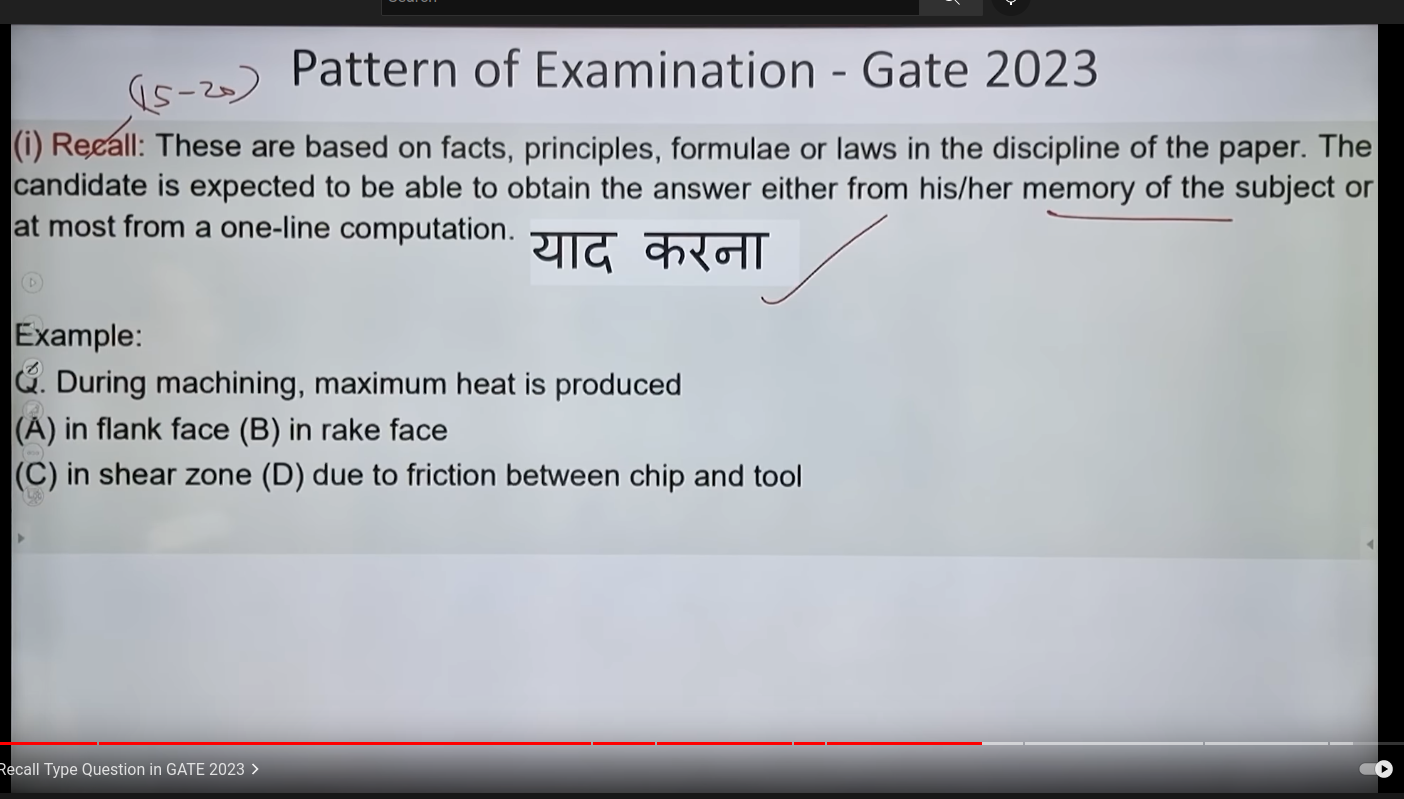 Search
Pattern of Examination - Gate 2023
(15-20)
(i) Recall: These are based on facts, principles, formulae or laws in the discipline of the paper. The
candidate is expected to be able to obtain the answer either from his/her memory of the subject or
at most from a one-line computation. याद करना
Example:
Q. During machining, maximum heat is produced
(A) in flank face (B) in rake face
(C) in shear zone (D) due to friction between chip and tool
Recall Type Question in GATE 2023